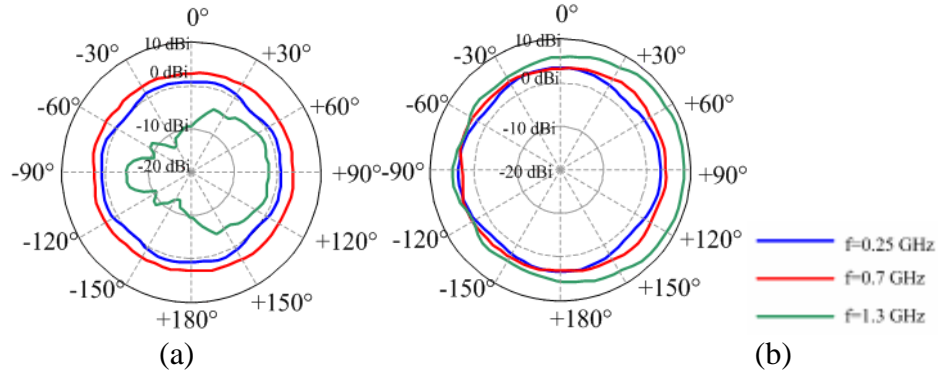 0°
10 dBi
-30°
+30°
0 dBi
-60°
+60°
-10 dBi
-90°
-20 dBi
+90°
-120°
+120°
-150°
+150°
+180°
(a)
0°
10 dBi
-30°
+30°
0 dBi
-60°
+60°
-10 dBi
-90°
-20 dBi
+90°
-120°
+120°
-150°
+150°
+180°
(b)
f=0.25 GHz
f=0.7 GHz
f=1.3 GHz